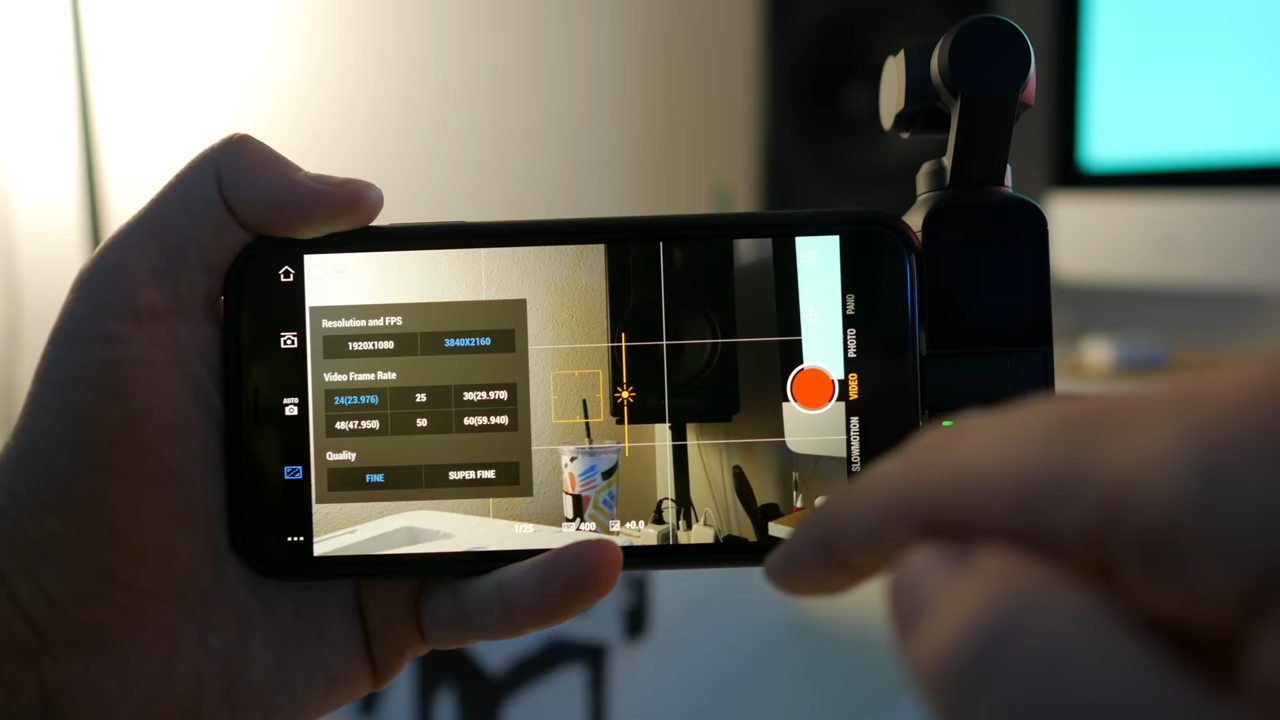 Resolution and FPS
1920X1080 3840X2160
Video Frame Rate
24(23.976) 25 30(29.970)
48(47.950) 50 60(59.940)
Quality
FINE SUPER FINE
AUTO
1/25 400 +0.0
PANO
PHOTO
VIDEO
SLOWMOTION